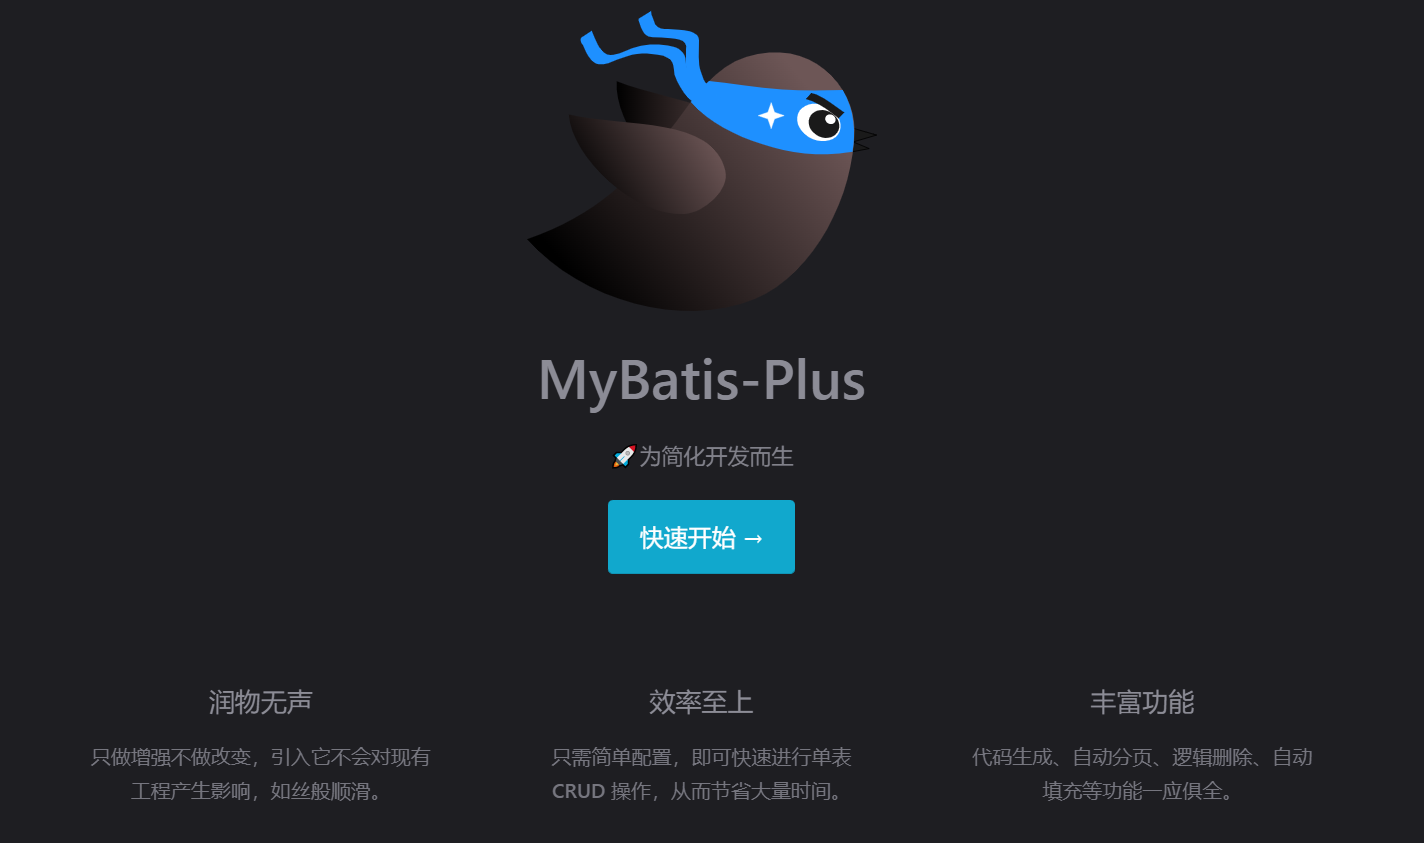 MyBatis-Plus
🚀为简化开发而生
快速开始 →
润物无声
只做增强不做改变，引入它不会对现有
工程产生影响，如丝般顺滑。
效率至上
只需简单配置，即可快速进行单表
CRUD 操作，从而节省大量时间。
丰富功能
代码生成、自动分页、逻辑删除、自动
填充等功能一应俱全。